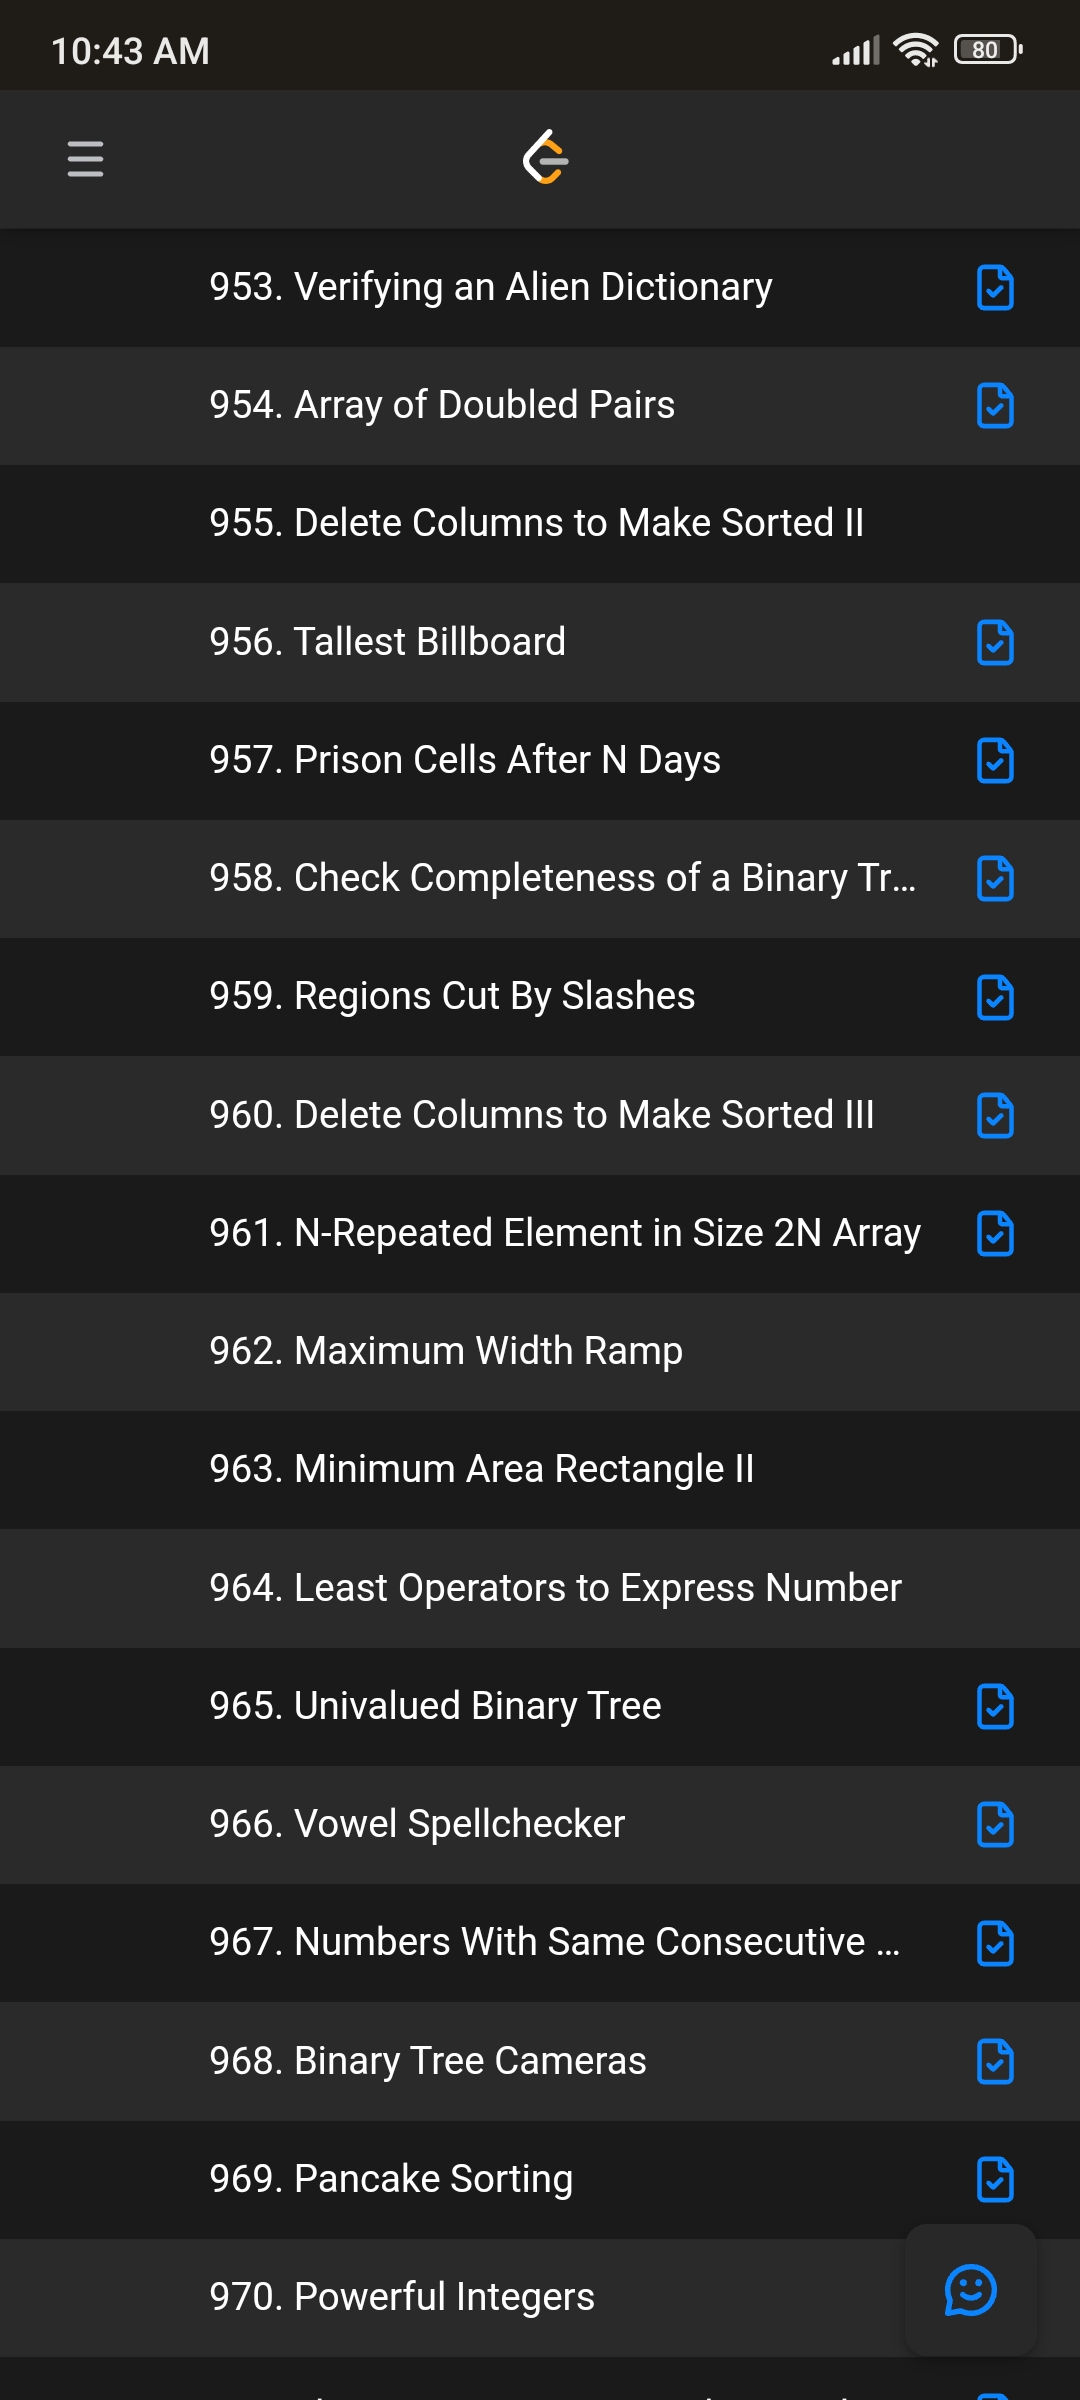 10:43 AM
80
953. Verifying an Alien Dictionary
954. Array of Doubled Pairs
955. Delete Columns to Make Sorted II
956. Tallest Billboard
957. Prison Cells After N Days
958. Check Completeness of a Binary Tr...
959. Regions Cut By Slashes
960. Delete Columns to Make Sorted III
961. N-Repeated Element in Size 2N Array
962. Maximum Width Ramp
963. Minimum Area Rectangle II
964. Least Operators to Express Number
965. Univalued Binary Tree
966. Vowel Spellchecker
967. Numbers With Same Consecutive ...
968. Binary Tree Cameras
969. Pancake Sorting
970. Powerful Integers